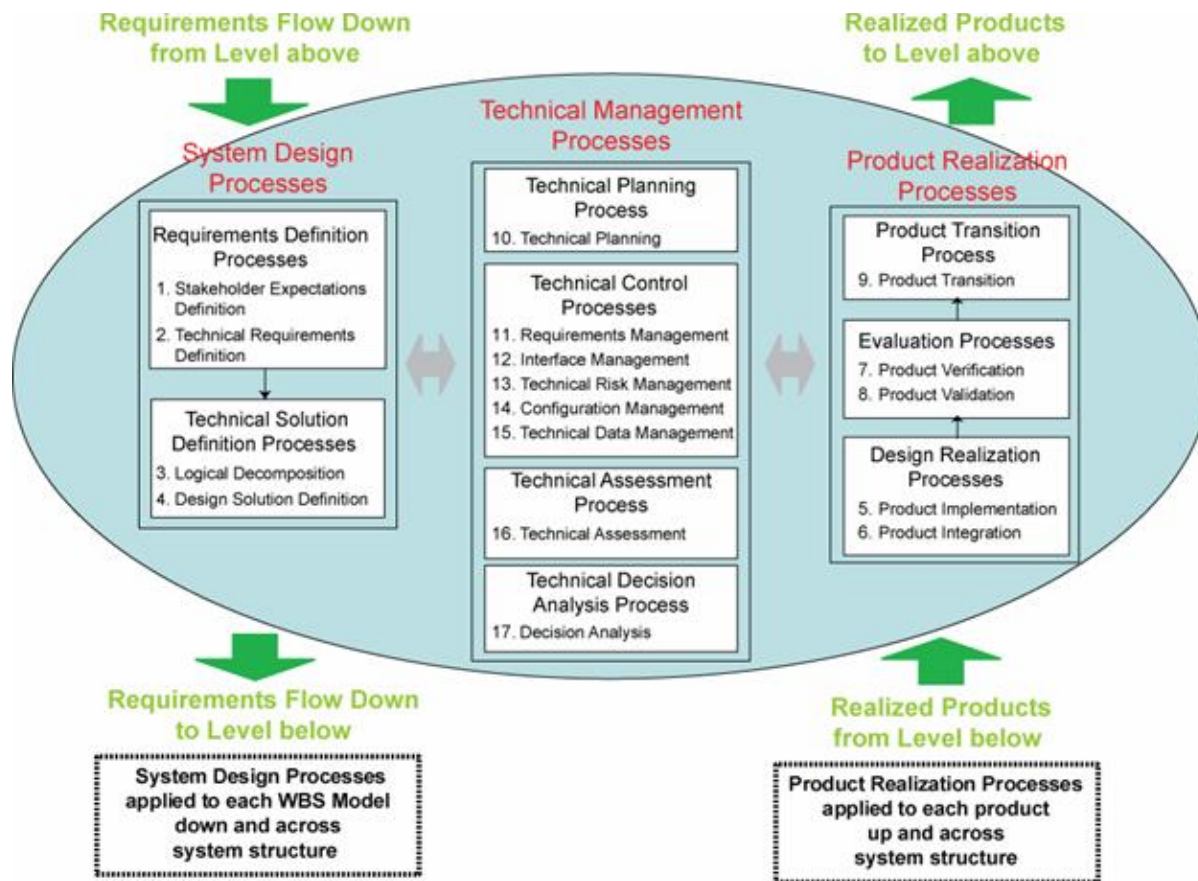 Requirements Flow Down
from Level above
Realized Products
to Level above
System Design
Processes
Requirements Definition
Processes
1. Stakeholder Expectations
Definition
2. Technical Requirements
Definition
Technical Solution
Definition Processes
3. Logical Decomposition
4. Design Solution Definition
Technical Management
Processes
Technical Planning
Process
10. Technical Planning
Technical Control
Processes
11. Requirements Management
12. Interface Management
13. Technical Risk Management
14. Configuration Management
15. Technical Data Management
Technical Assessment
Process
16. Technical Assessment
Technical Decision
Analysis Process
17. Decision Analysis
Product Realization
Processes
Product Transition
Process
9. Product Transition
Evaluation Processes
7. Product Verification
8. Product Validation
Design Realization
Processes
5. Product Implementation
6. Product Integration
Requirements Flow Down
to Level below
Realized Products
from Level below
System Design Processes
applied to each WBS Model
down and across
system structure
Product Realization Processes
applied to each product
up and across
system structure